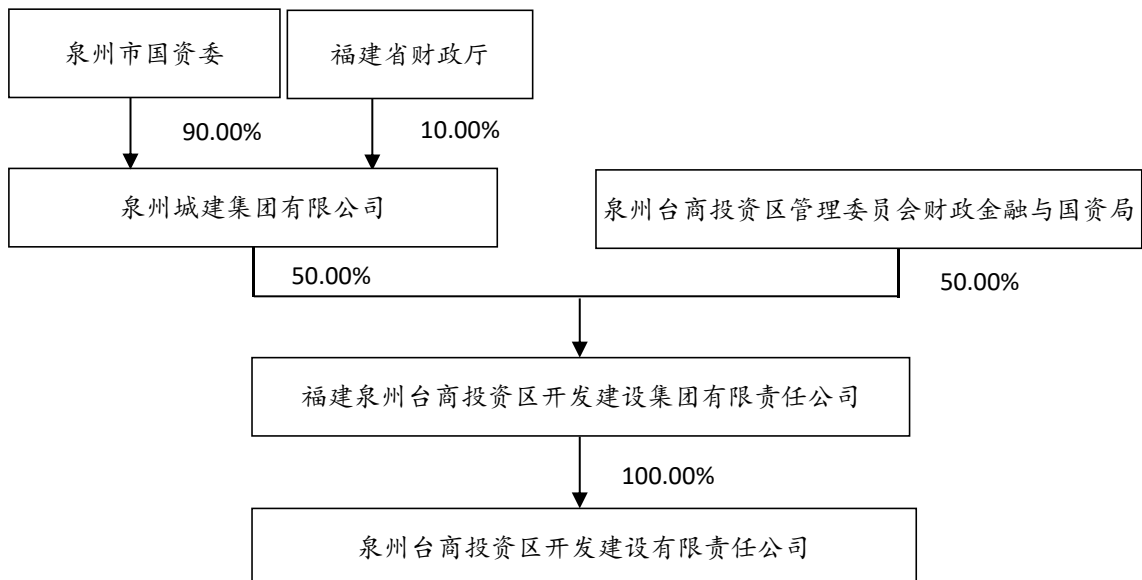 泉州市国资委
福建省财政厅
90.00%
10.00%
泉州城建集团有限公司
泉州台商投资区管理委员会财政金融与国资局
50.00%
50.00%
福建泉州台商投资区开发建设集团有限责任公司
100.00%
泉州台商投资区开发建设有限责任公司